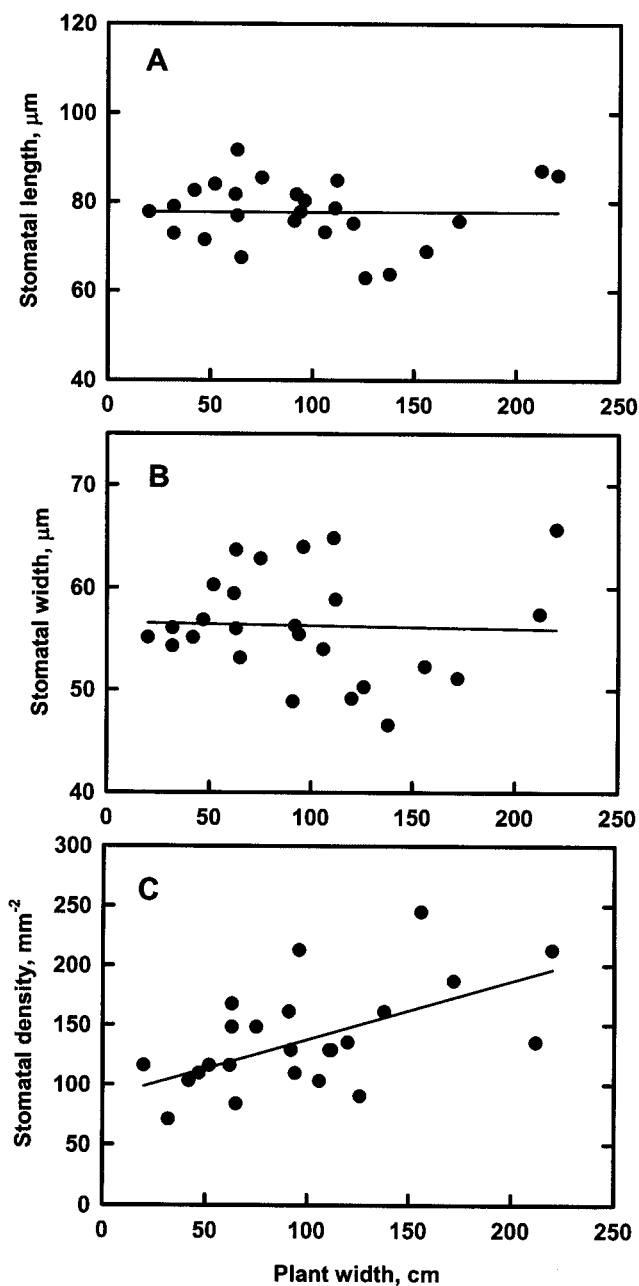 120
A
100
80
60
40
Stomatal length, μm
0 50 100 150 200 250
B
70
60
50
40
Stomatal width, μm
0 50 100 150 200 250
300
C
250
200
150
100
50
0
Stomatal density, mm⁻²
0 50 100 150 200 250
Plant width, cm